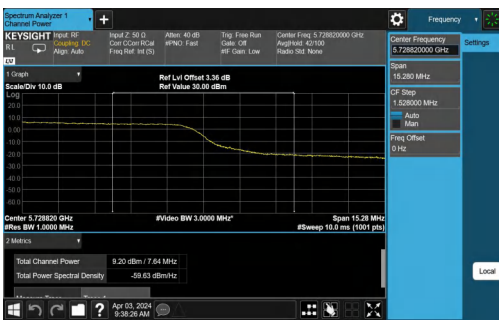 Spectrum Analyzer 1
Channel Power
Frequency
KEYSIGHT
Input: RF
Input Z: 50 Ω
Atten: 40 dB
Trig: Free Run
Center Freq: 5.728820000 GHz
RL
Coupling: DC
Corr CCorr RCal
#PNO: Fast
Gate: Off
Avg|Hold: 42/100
Align: Auto
Freq Ref: Int (S)
#IF Gain: Low
Radio Std: None
Center Frequency
5.728820000 GHz
Settings
Span
15.280 MHz
CF Step
1.528000 MHz
Auto
Man
Freq Offset
0 Hz
1 Graph
Scale/Div 10.0 dB
Ref Lvl Offset 3.36 dB
Ref Value 30.00 dBm
Log
20.0
10.0
0.00
-10.0
-20.0
-30.0
-40.0
-50.0
-60.0
Center 5.728820 GHz
#Video BW 3.0000 MHz*
Span 15.28 MHz
#Res BW 1.0000 MHz
#Sweep 10.0 ms (1001 pts)
2 Metrics
Total Channel Power
9.20 dBm / 7.64 MHz
Total Power Spectral Density
-59.63 dBm/Hz
Local
?
Apr 03, 2024
9:38:26 AM